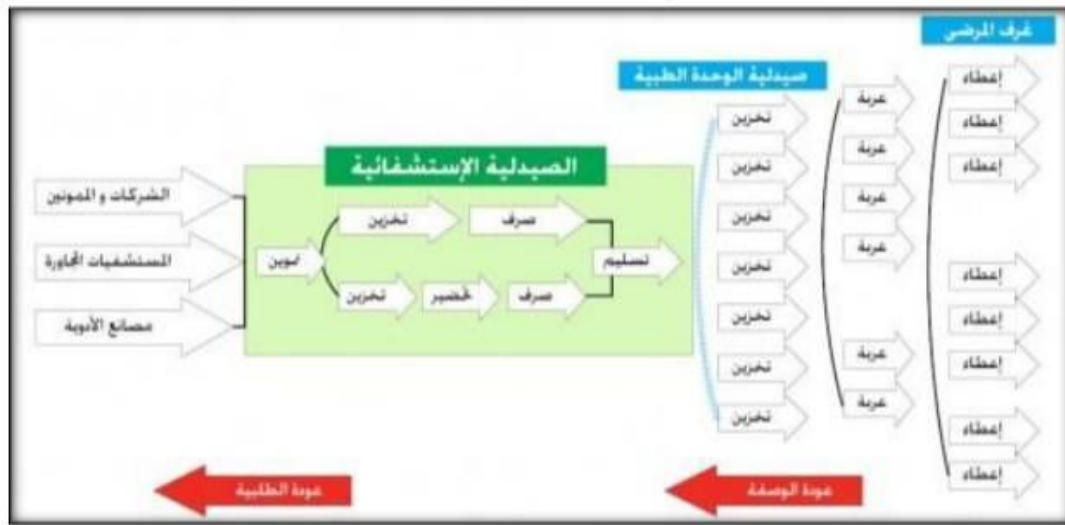 غرف المرضى
إعطاء
إعطاء
إعطاء
إعطاء
إعطاء
إعطاء
إعطاء
إعطاء
عربة
عربة
عربة
عربة
عربة
عربة
صيدلية الوحدة الطبية
تخزين
تخزين
تخزين
تخزين
تخزين
تخزين
تخزين
الصيدلية الإستشفائية
تخزين
صرف
تموين
تسليم
تخزين
تحضير
صرف
الشركات و الممونين
المستشفيات المجاورة
مصانع الأدوية
عودة الوصفة
عودة الطلبية